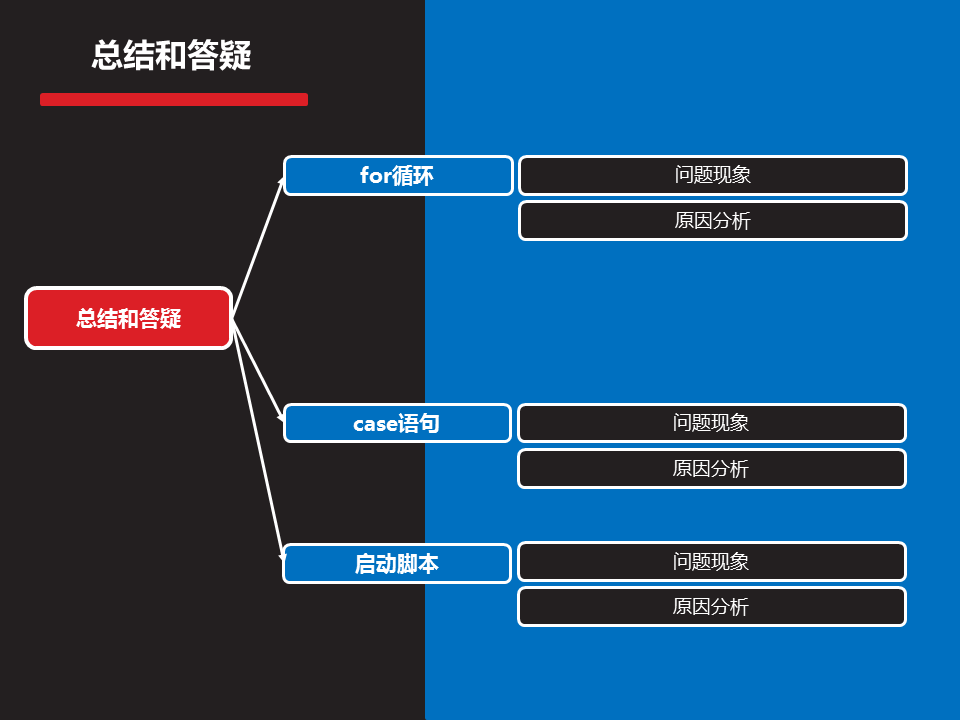 总结和答疑
for循环
问题现象
原因分析
总结和答疑
case语句
问题现象
原因分析
启动脚本
问题现象
原因分析